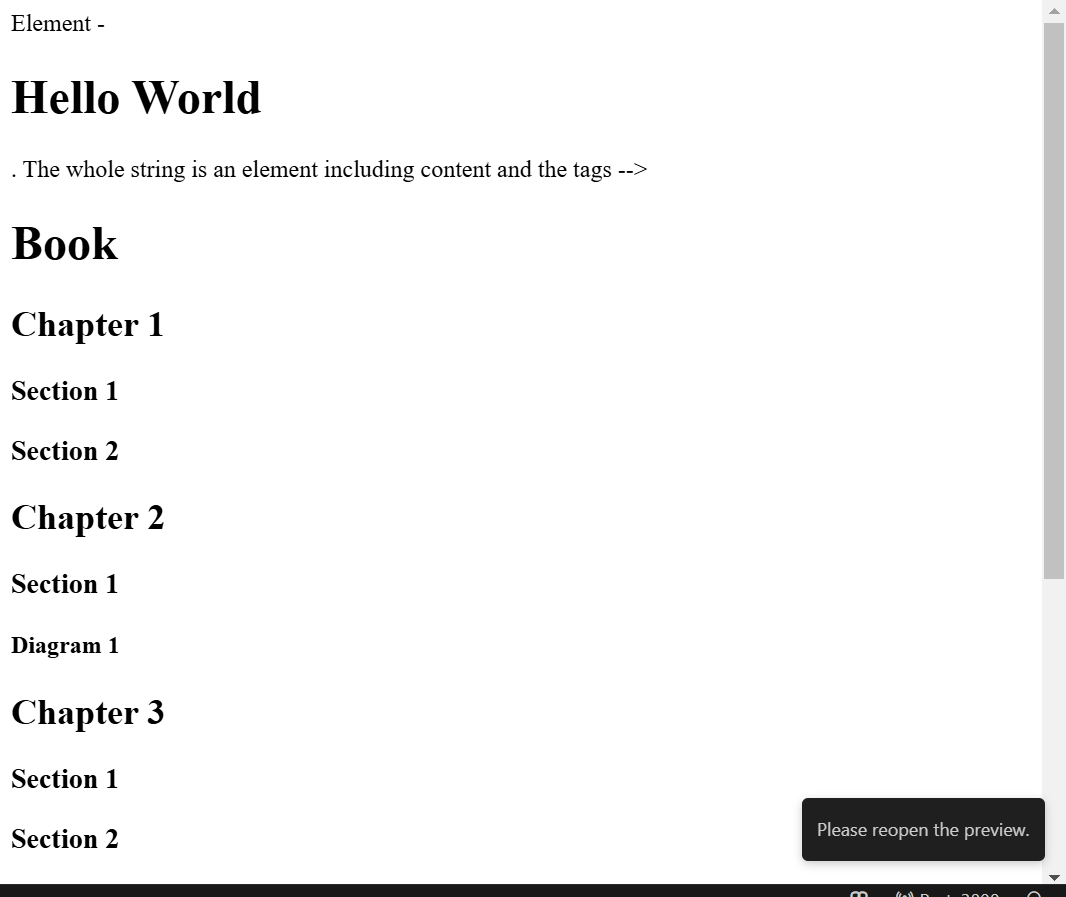 Element -
Hello World
. The whole string is an element including content and the tags -->
Book
Chapter 1
Section 1
Section 2
Chapter 2
Section 1
Diagram 1
Chapter 3
Section 1
Section 2
Please reopen the preview.